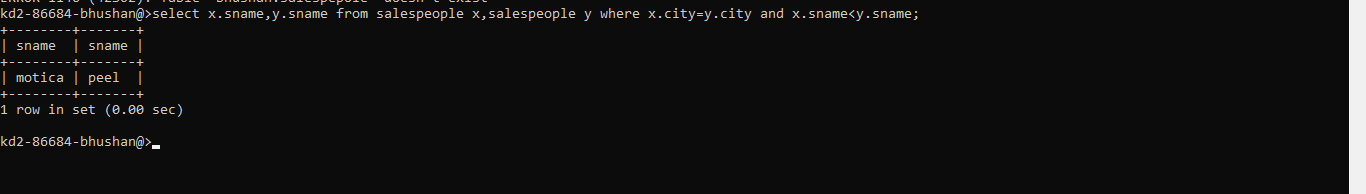 kd2-86684-bhushan@>select x.sname,y.sname from salespeople x,salespeople y where x.city=y.city and x.sname<y.sname;
+--------+-------+
| sname  | sname |
+--------+-------+
| motica | peel  |
+--------+-------+
1 row in set (0.00 sec)
kd2-86684-bhushan@>